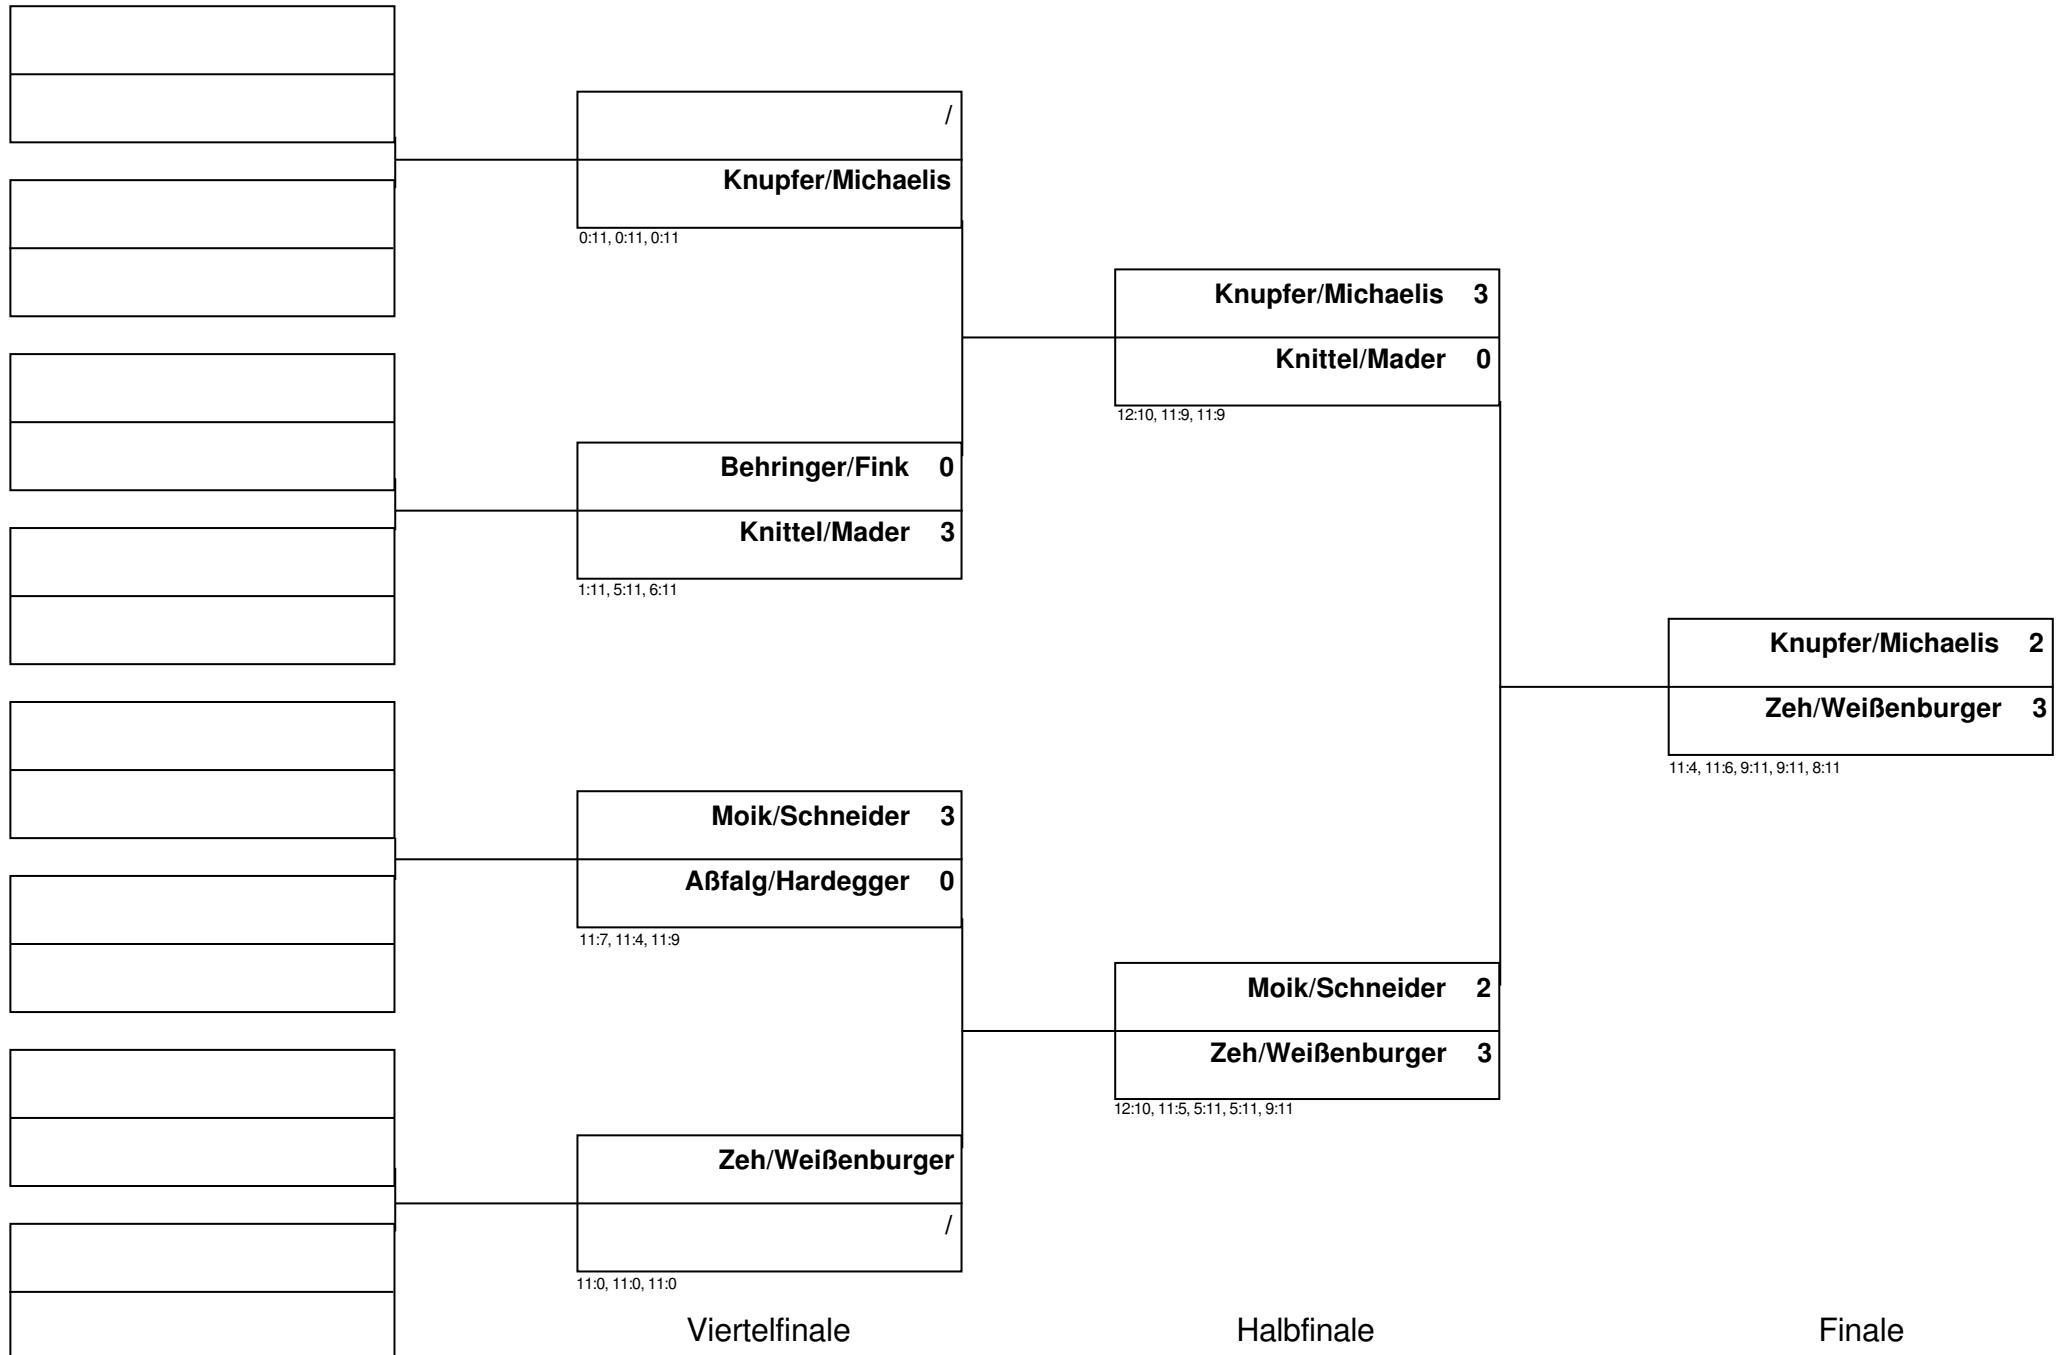 /
Knupfer/Michaelis
0:11, 0:11, 0:11
Behringer/Fink 0
Knittel/Mader 3
1:11, 5:11, 6:11
Moik/Schneider 3
Aßfalg/Hardegger 0
11:7, 11:4, 11:9
Zeh/Weißenburger
/
11:0, 11:0, 11:0
Viertelfinale
Knupfer/Michaelis 3
Knittel/Mader 0
12:10, 11:9, 11:9
Moik/Schneider 2
Zeh/Weißenburger 3
12:10, 11:5, 5:11, 5:11, 9:11
Halbfinale
Knupfer/Michaelis 2
Zeh/Weißenburger 3
11:4, 11:6, 9:11, 9:11, 8:11
Finale